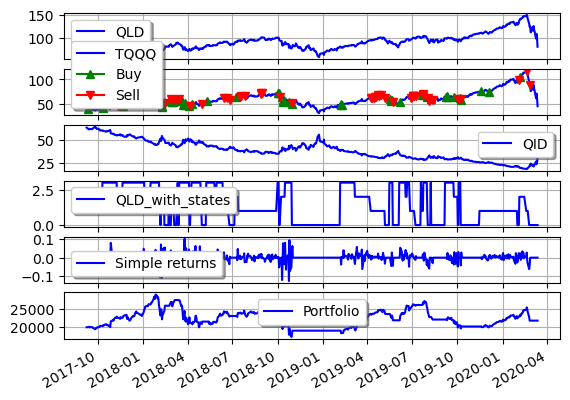 150
QLD
100
TQQQ
100
Buy
50
Sell
50
QID
25
2.5
QLD_with_states
0.0
0.1
0.0
Simple returns
−0.1
25000
Portfolio
20000
2017-10 2018-01 2018-04 2018-07 2018-10 2019-01 2019-04 2019-07 2019-10 2020-01 2020-04